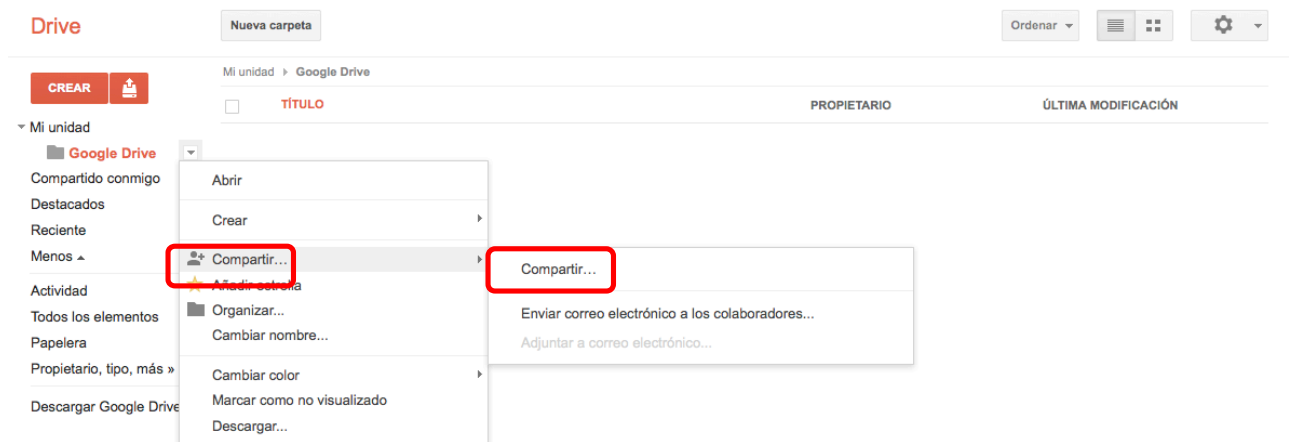 Drive
Nueva carpeta
Ordenar
CREAR
Mi unidad Google Drive
TÍTULO PROPIETARIO ÚLTIMA MODIFICACIÓN
Mi unidad
Google Drive
Compartido conmigo
Destacados
Reciente
Menos
Actividad
Todos los elementos
Papelera
Propietario, tipo, más »
Descargar Google Drive
Abrir
Crear
Compartir...
Añadir estrella
Organizar...
Cambiar nombre...
Cambiar color
Marcar como no visualizado
Descargar...
Compartir...
Enviar correo electrónico a los colaboradores...
Adjuntar a correo electrónico...